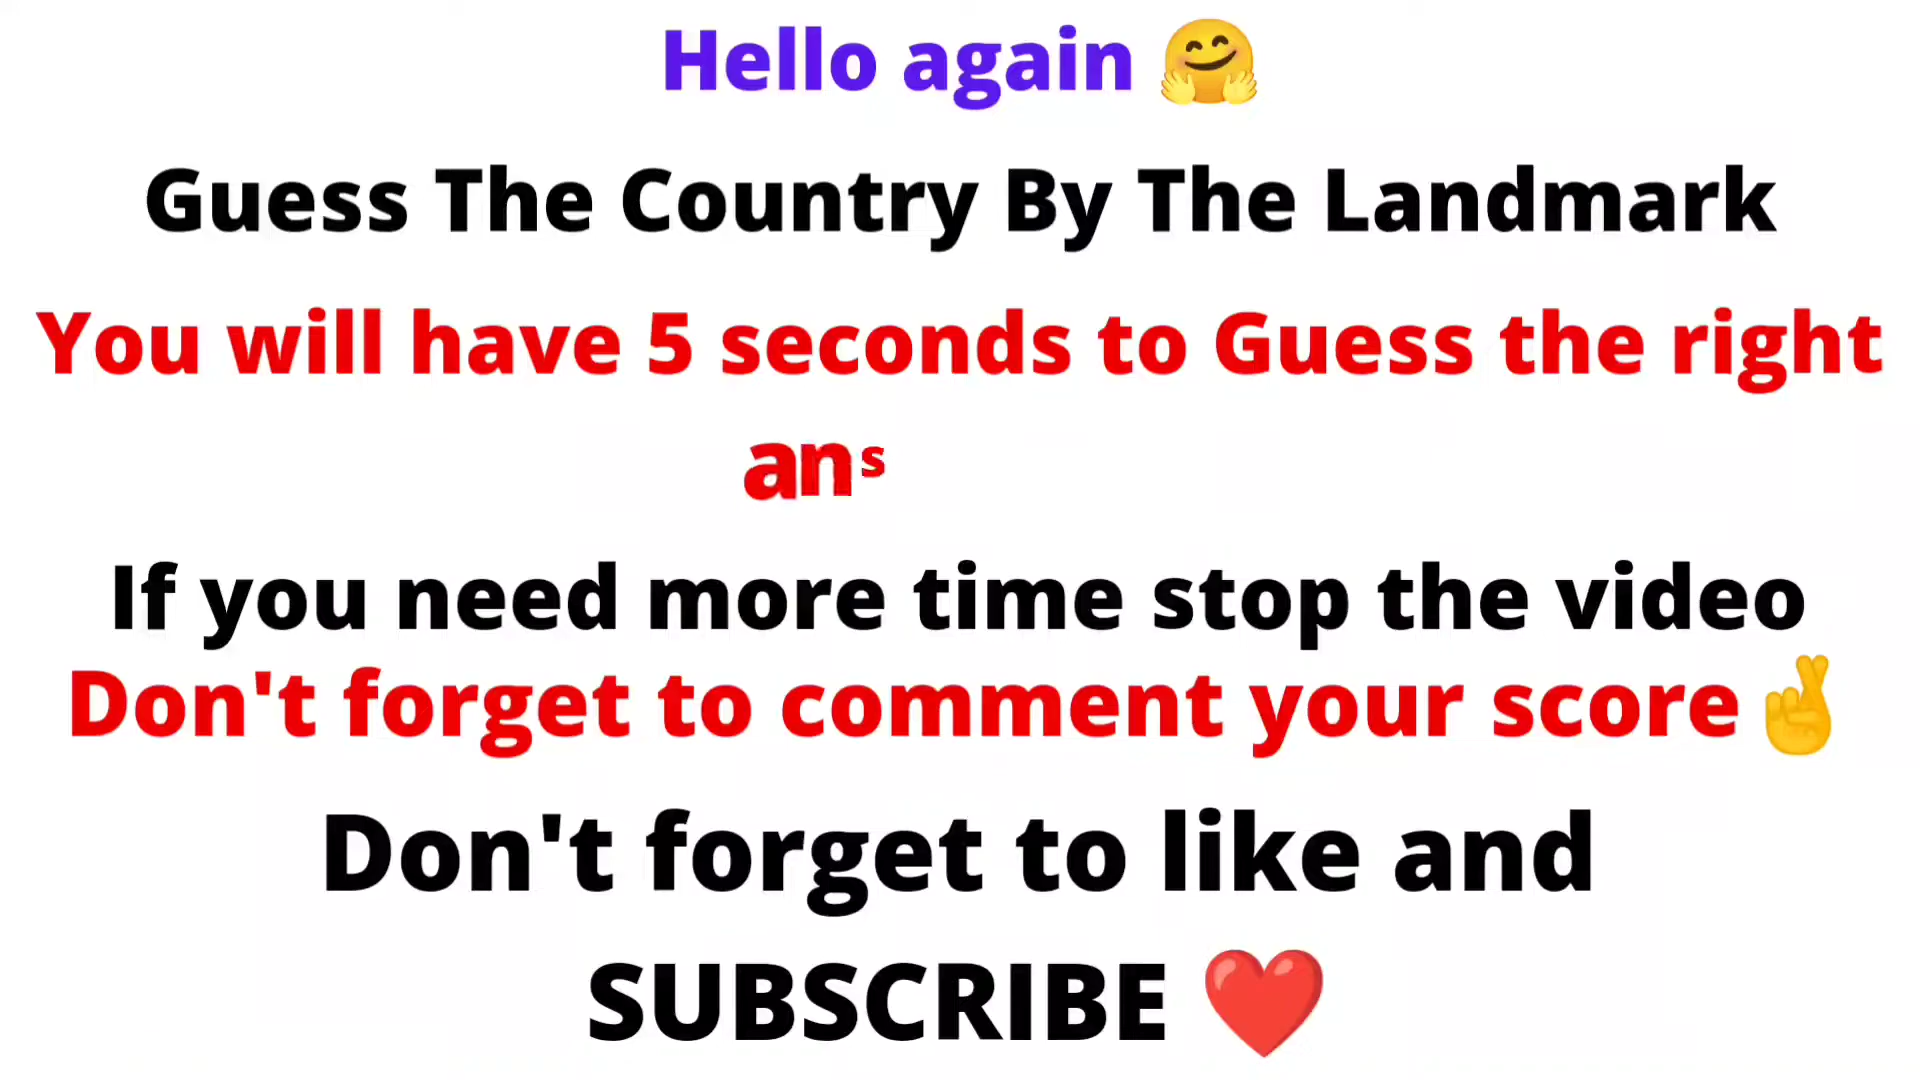 Hello again 🤗
Guess The Country By The Landmark
You will have 5 seconds to Guess the right
ans
If you need more time stop the video
Don't forget to comment your score🤞
Don't forget to like and
SUBSCRIBE ❤️